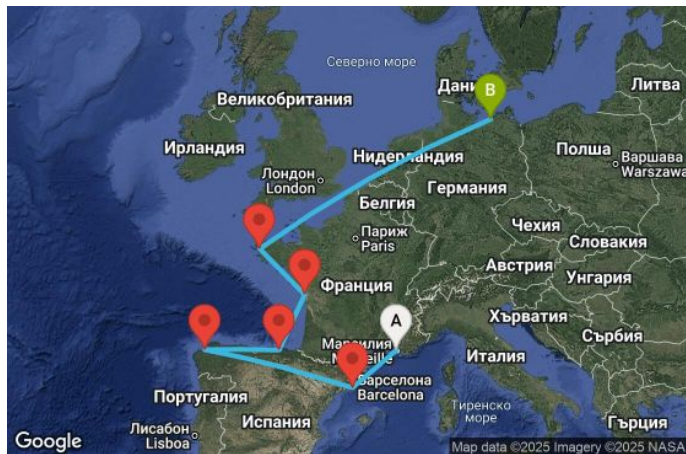 Северно море
Дани
B
Литва
Великобритания
Ирландия
Нидерландия
Полша
Варшава
Warszawa
Лондон
London
Германия
Белгия
Чехия
Париж
Paris
Словакия
Австрия
Унгария
Франция
A
Хърватия
Сърбия
Марсилия
Италия
Барселона
Barcelona
Португалия
Тиренско
море
Испания
Гърция
Лисабон
Lisboa
Google
Map data ©2025 Imagery ©2025 NASA